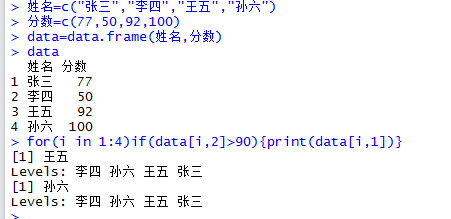 > 姓名=c("张三","李四","王五","孙六")
> 分数=c(77,50,92,100)
> data=data.frame(姓名,分数)
> data
  姓名 分数
1 张三   77
2 李四   50
3 王五   92
4 孙六  100
> for(i in 1:4)if(data[i,2]>90){print(data[i,1])}
[1] 王五
Levels: 李四 孙六 王五 张三
[1] 孙六
Levels: 李四 孙六 王五 张三
>